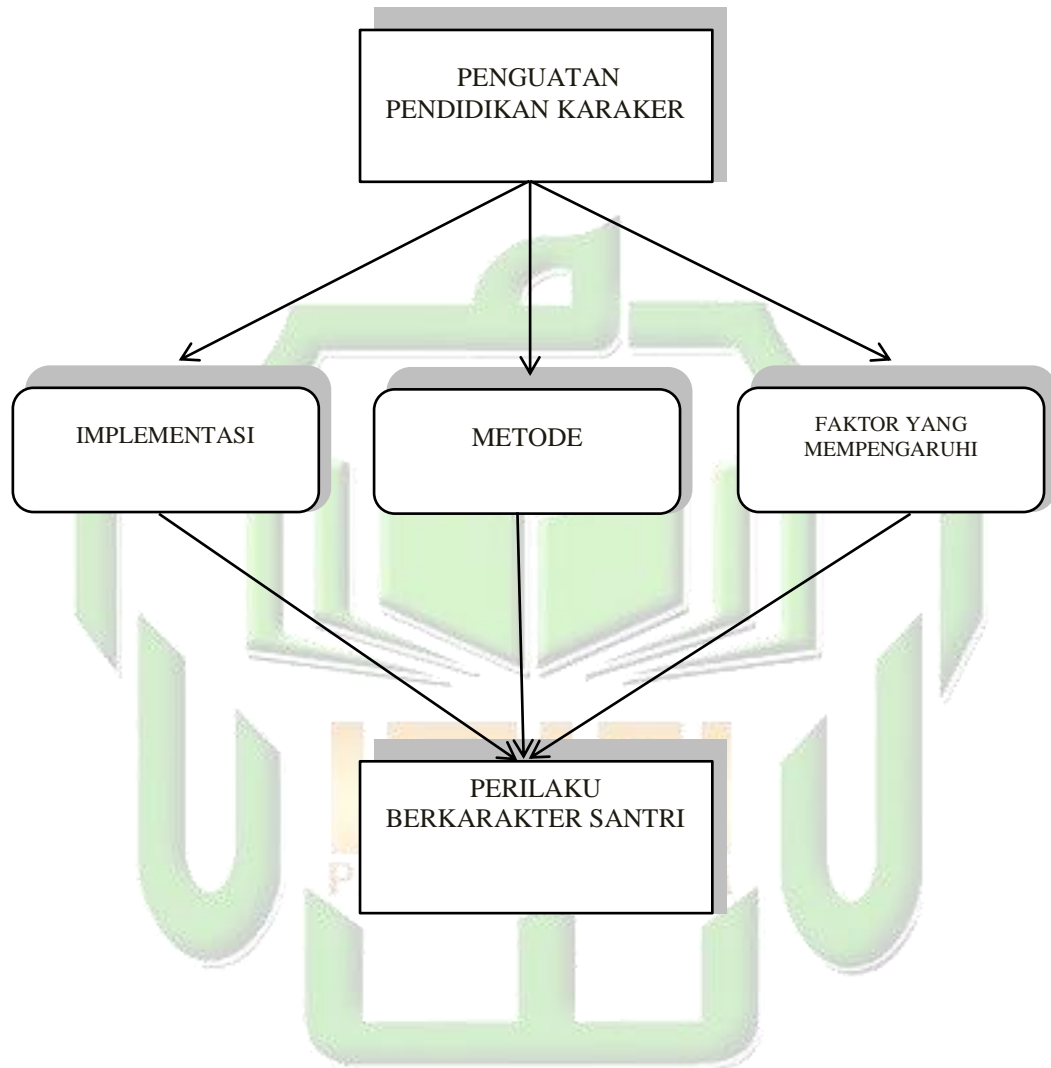 PENGUATAN
PENDIDIKAN KARAKER
IMPLEMENTASI
METODE
FAKTOR YANG
MEMPENGARUHI
PERILAKU
BERKARAKTER SANTRI